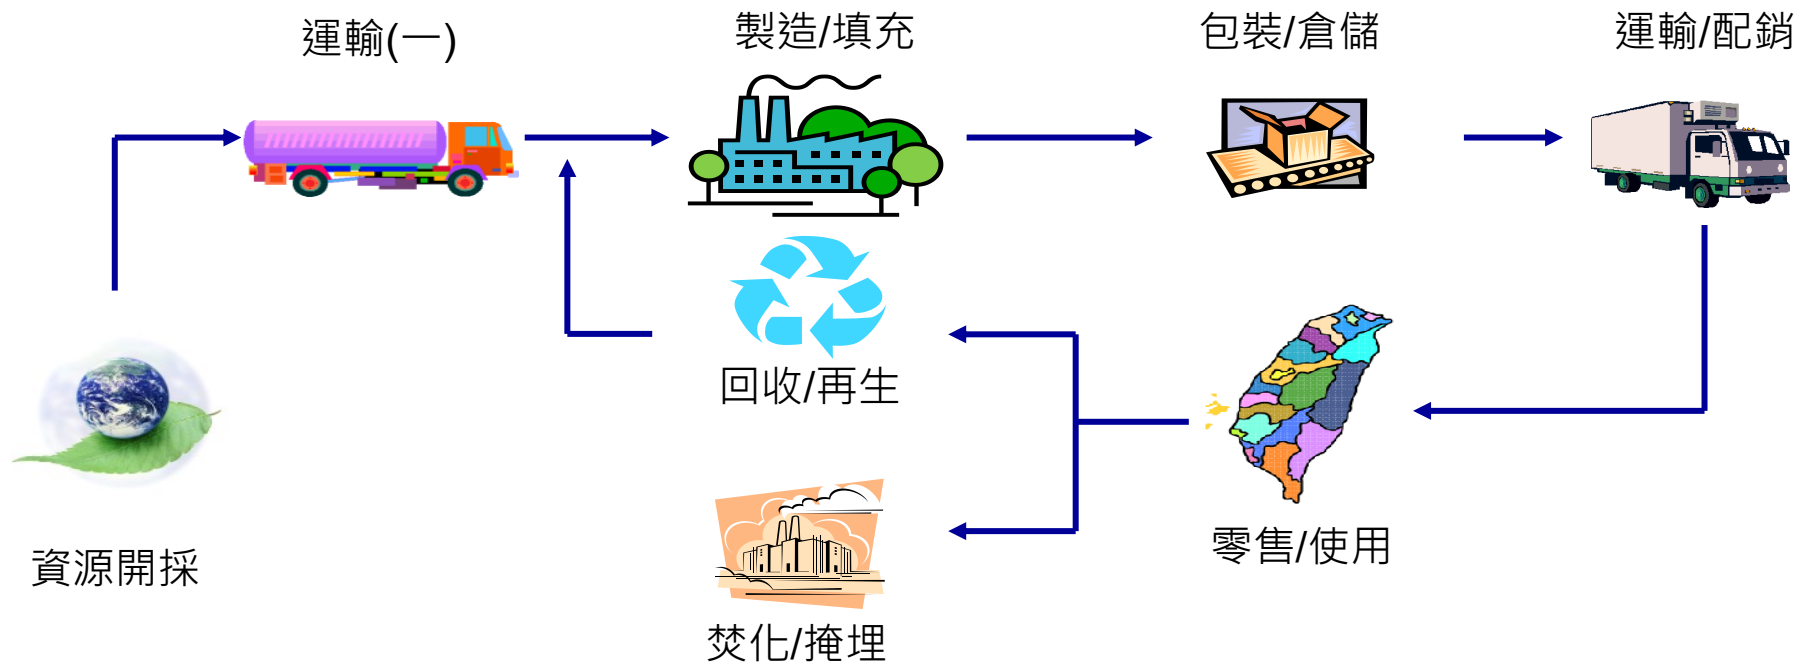 運輸(一)
製造/填充
包裝/倉儲
運輸/配銷
回收/再生
零售/使用
資源開採
焚化/掩埋